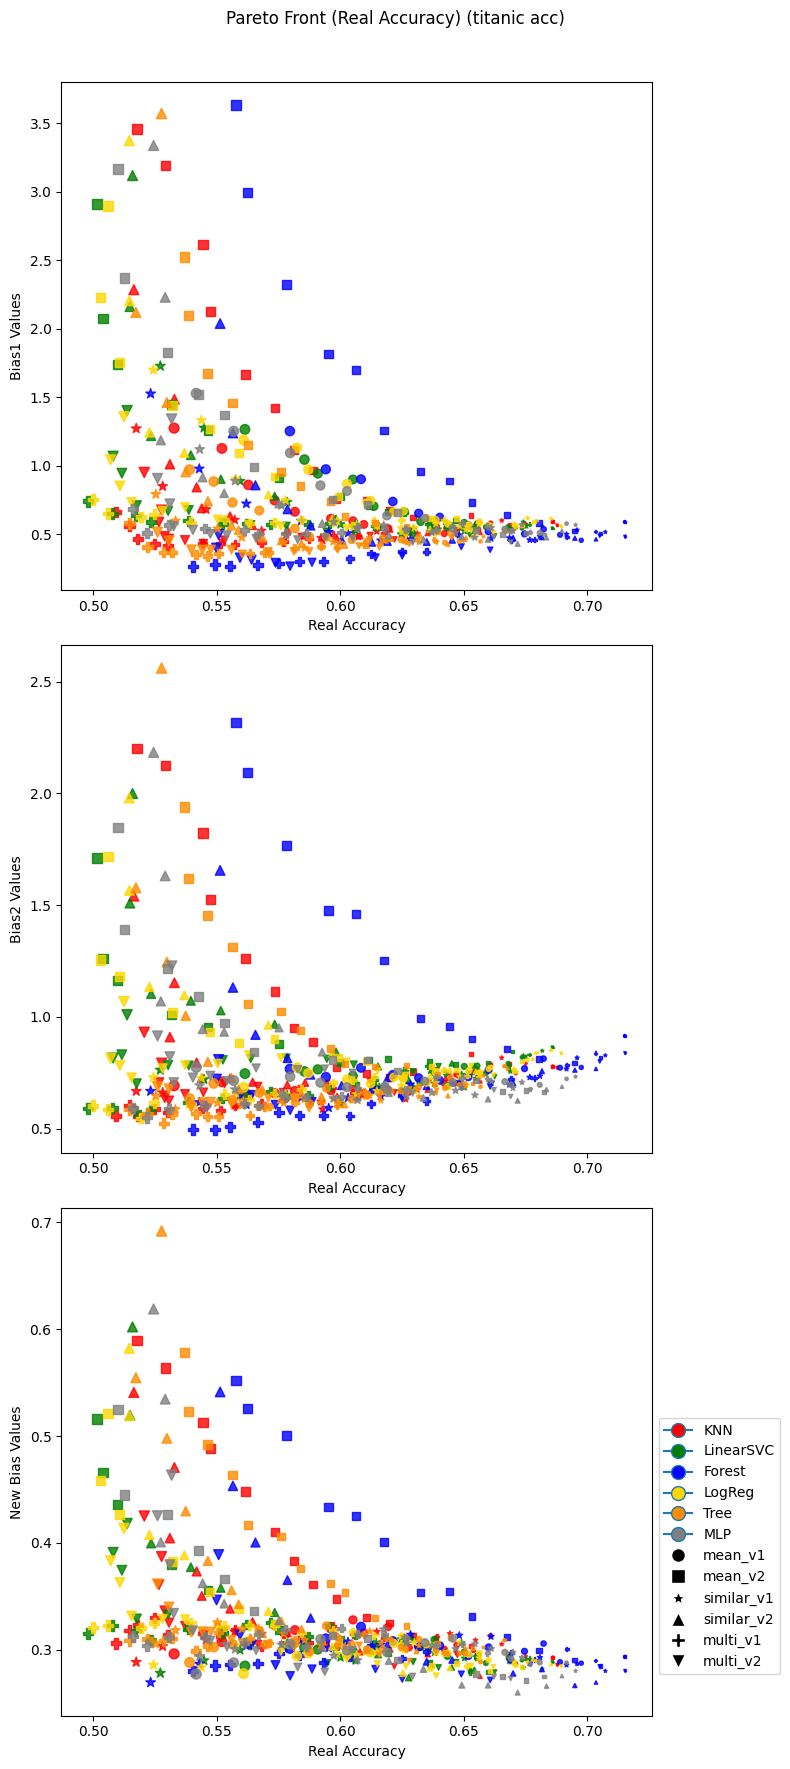 Pareto Front (Real Accuracy) (titanic acc)
3.5
3.0
2.5
2.0
1.5
1.0
0.5
Bias1 Values
0.50 0.55 0.60 0.65 0.70
Real Accuracy
2.5
2.0
1.5
1.0
0.5
Bias2 Values
0.50 0.55 0.60 0.65 0.70
Real Accuracy
0.7
0.6
0.5
0.4
0.3
New Bias Values
0.50 0.55 0.60 0.65 0.70
Real Accuracy
KNN
LinearSVC
Forest
LogReg
Tree
MLP
mean_v1
mean_v2
similar_v1
similar_v2
multi_v1
multi_v2